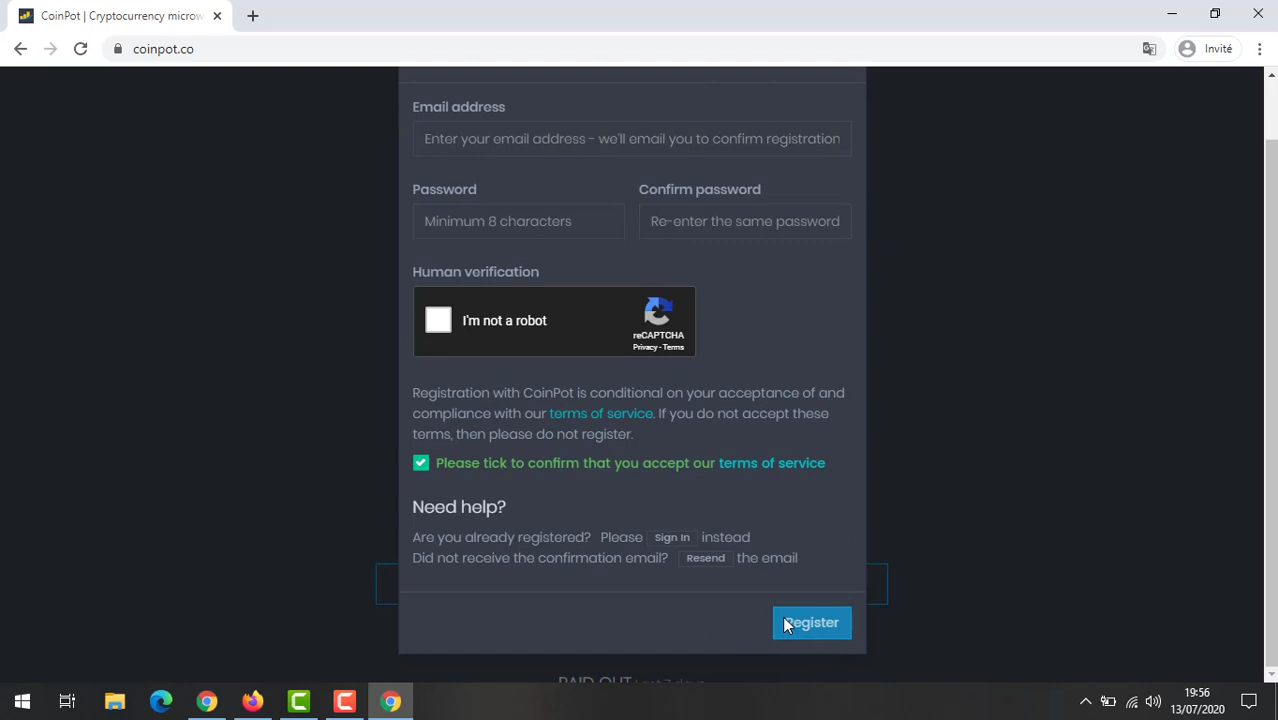 CoinPot | Cryptocurrency microw
coinpot.co
Invité
Email address
Enter your email address - we'll email you to confirm registration
Password Confirm password
Minimum 8 characters Re-enter the same password
Human verification
I'm not a robot
reCAPTCHA
Privacy - Terms
Registration with CoinPot is conditional on your acceptance of and
compliance with our terms of service. If you do not accept these
terms, then please do not register.
Please tick to confirm that you accept our terms of service
Need help?
Are you already registered? Please Sign In instead
Did not receive the confirmation email? Resend the email
Register
PAID OUT Last 7 days
19:56
13/07/2020